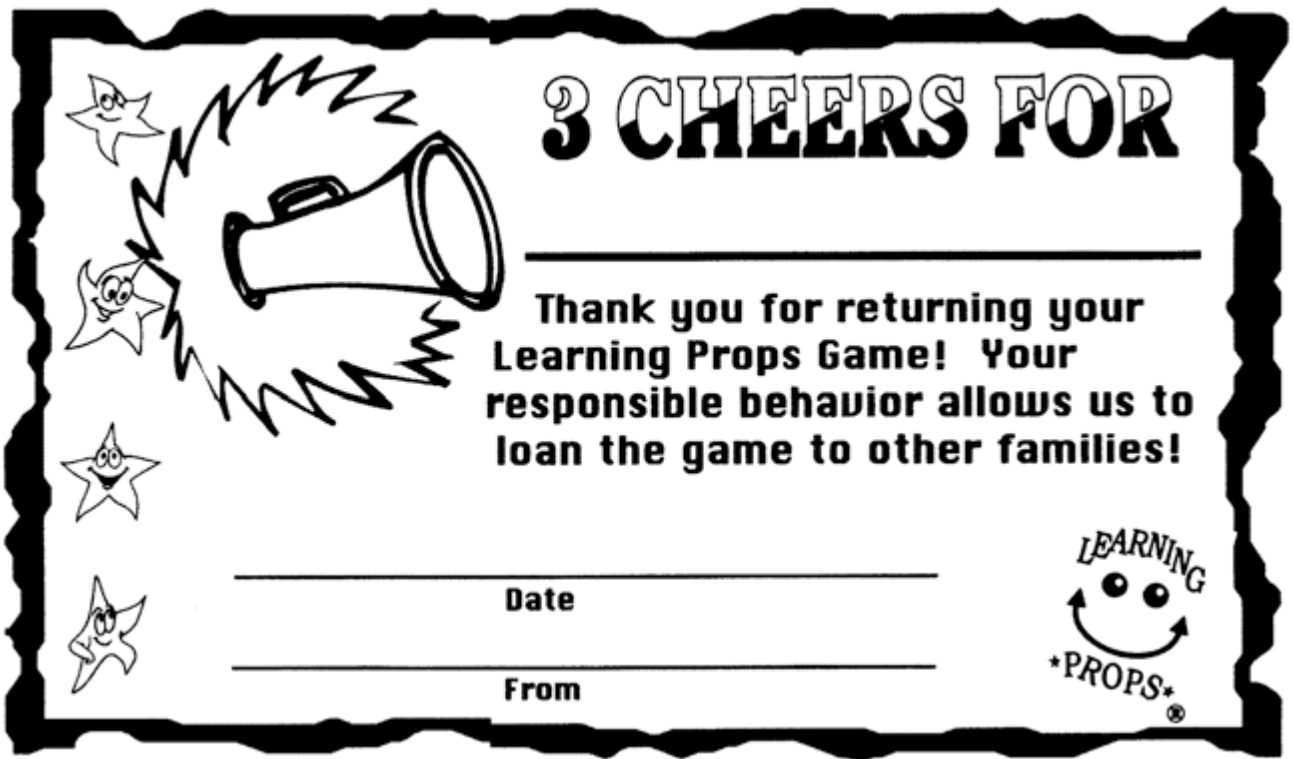 3 CHEERS FOR
Thank you for returning your
Learning Props Game! Your
responsible behavior allows us to
loan the game to other families!
Date
From
LEARNING
*PROPS*
®